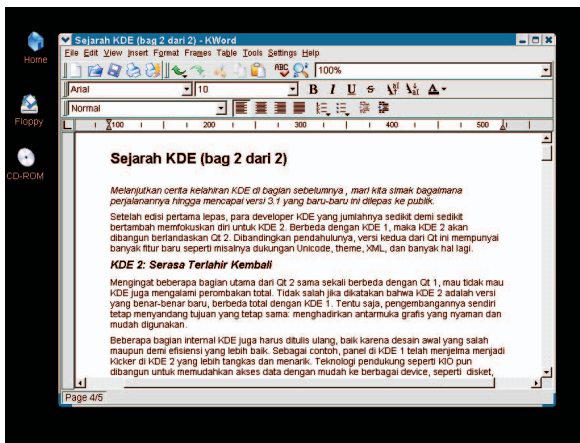 Sejarah KDE (bag 2 dari 2) - KWord
File Edit View Insert Format Frames Table Tools Settings Help
ABC 100%
Arial 10 B I U S A
Normal
100 200 300 400 500
Home
Floppy
CD-ROM
Sejarah KDE (bag 2 dari 2)
Melanjutkan cerita kelahiran KDE di bagian sebelumnya , mari kita simak bagaimana
perjalanannya hingga mencapai versi 3.1 yang baru-baru ini dilepas ke publik.
Setelah edisi pertama lepas, para developer KDE yang jumlahnya sedikit demi sedikit
bertambah memfokuskan diri untuk KDE 2. Berbeda dengan KDE 1, maka KDE 2 akan
dibangun berlandaskan Qt 2. Dibandingkan pendahulunya, versi kedua dari Qt ini mempunyai
banyak fitur baru seperti misalnya dukungan Unicode, theme, XML, dan banyak hal lagi.
KDE 2: Serasa Terlahir Kembali
Mengingat beberapa bagian utama dari Qt 2 sama sekali berbeda dengan Qt 1, mau tidak mau
KDE juga mengalami perombakan total. Tidak salah jika dikatakan bahwa KDE 2 adalah versi
yang benar-benar baru, berbeda total dengan KDE 1. Tentu saja, pengembangannya sendiri
tetap menyandang tujuan yang tetap sama: menghadirkan antarmuka grafis yang nyaman dan
mudah digunakan.
Beberapa bagian internal KDE juga harus ditulis ulang, baik karena desain awal yang salah
maupun demi efisiensi yang lebih baik. Sebagai contoh, panel di KDE 1 telah menjelma menjadi
Kicker di KDE 2 yang lebih tangkas dan menarik. Teknologi pendukung seperti KIO pun
dibangun untuk memudahkan akses data dengan mudah ke berbagai device, seperti disket,
Page 4/5